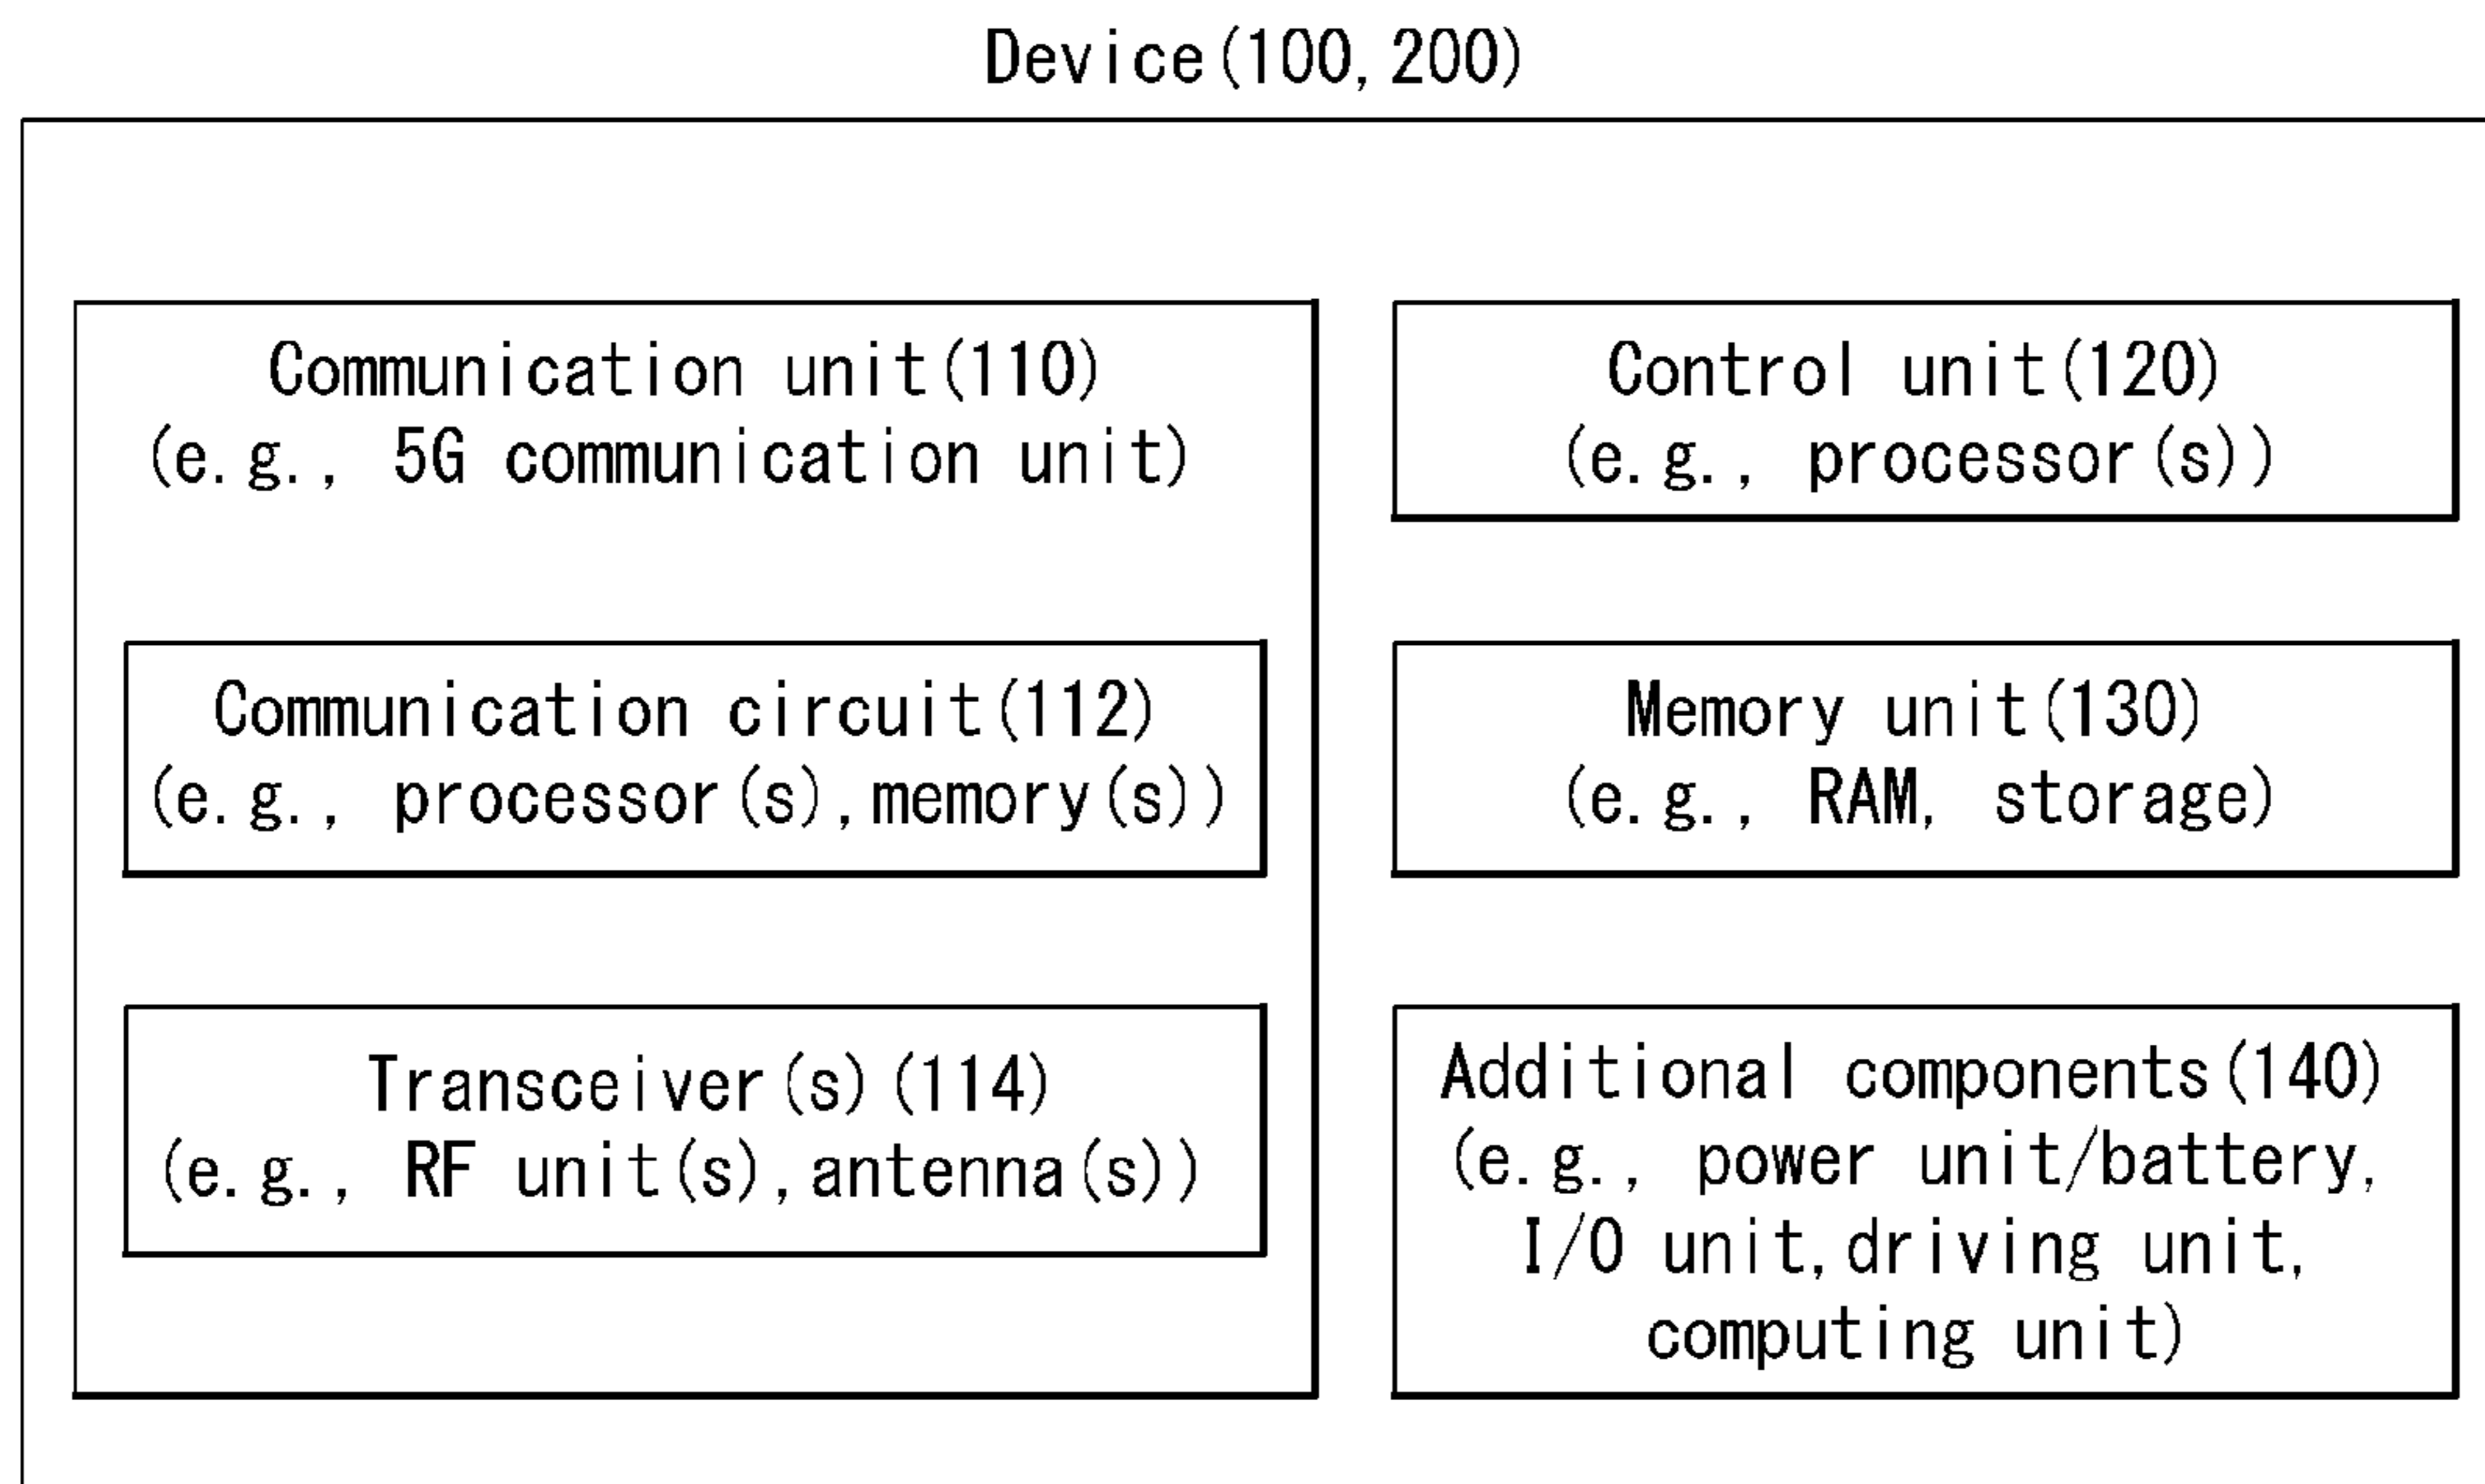 Device(100,200)
Communication unit(110)
(e.g., 5G communication unit)
Communication circuit(112)
(e.g., processor(s),memory(s))
Transceiver(s)(114)
(e.g., RF unit(s),antenna(s))
Control unit(120)
(e.g., processor(s))
Memory unit(130)
(e.g., RAM, storage)
Additional components(140)
(e.g., power unit/battery,
I/O unit,driving unit,
computing unit)